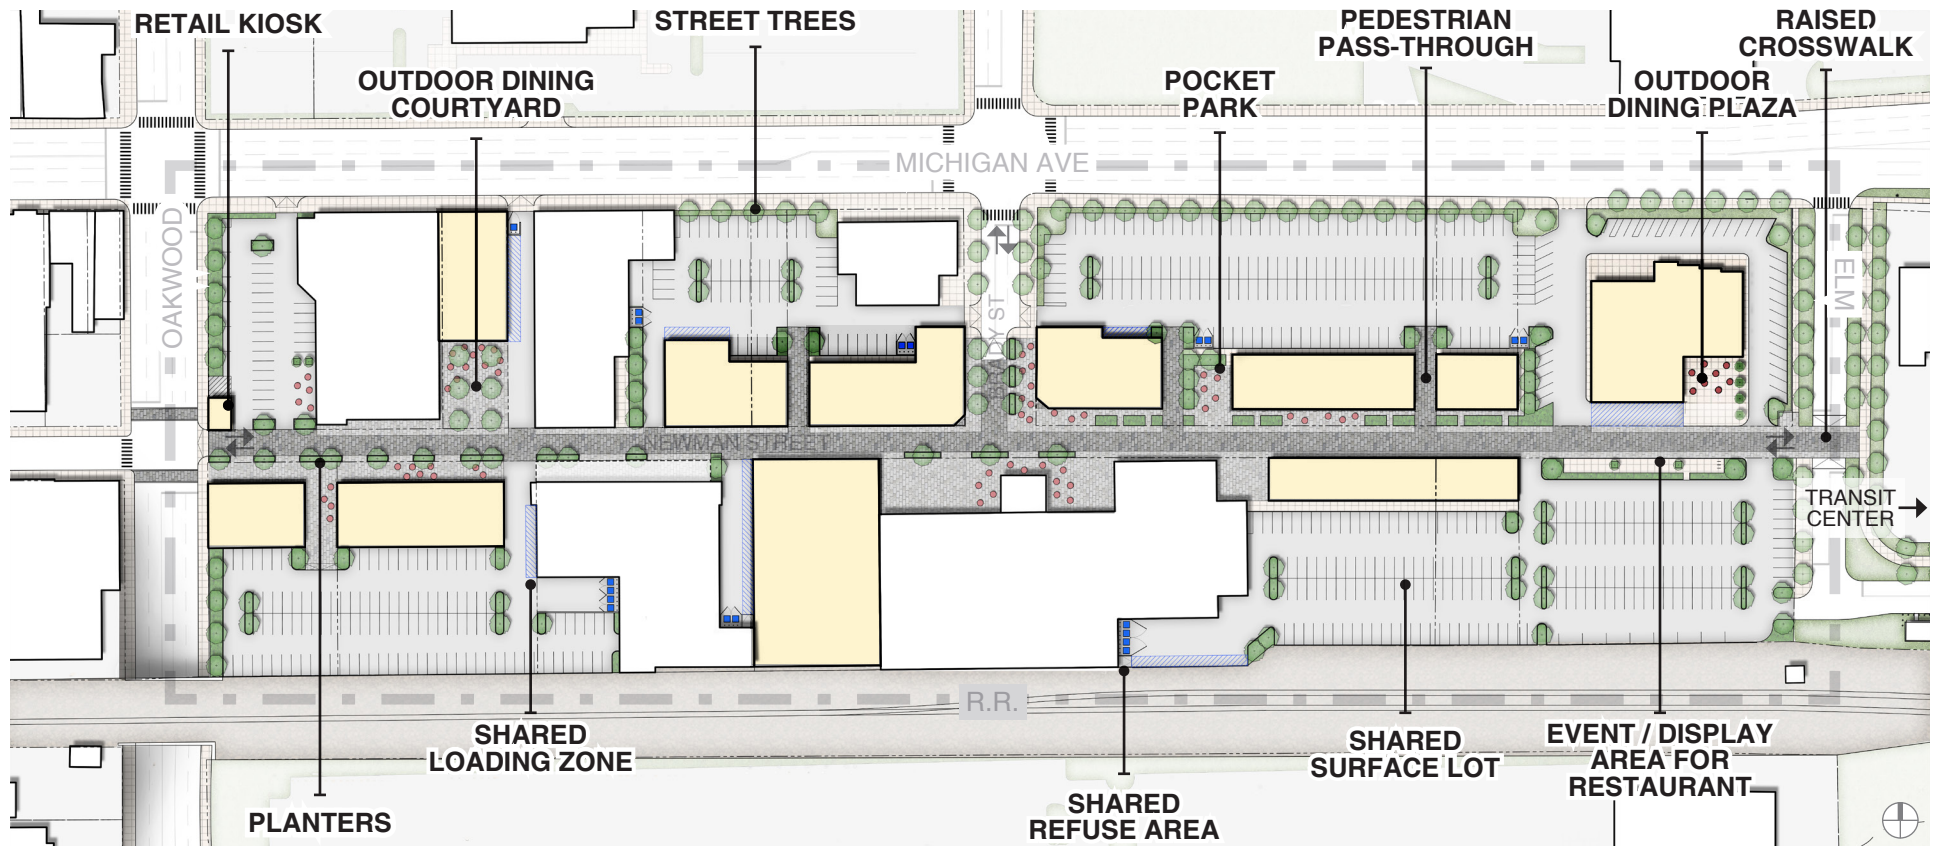 RETAIL KIOSK
STREET TREES
PEDESTRIAN
PASS-THROUGH
RAISED
CROSSWALK
OUTDOOR DINING
COURTYARD
POCKET
PARK
OUTDOOR
DINING PLAZA
MICHIGAN AVE
OAKWOOD
ELM
DY ST
NEWMAN STREET
TRANSIT
CENTER
R.R.
SHARED
LOADING ZONE
SHARED
SURFACE LOT
EVENT / DISPLAY
AREA FOR
RESTAURANT
PLANTERS
SHARED
REFUSE AREA